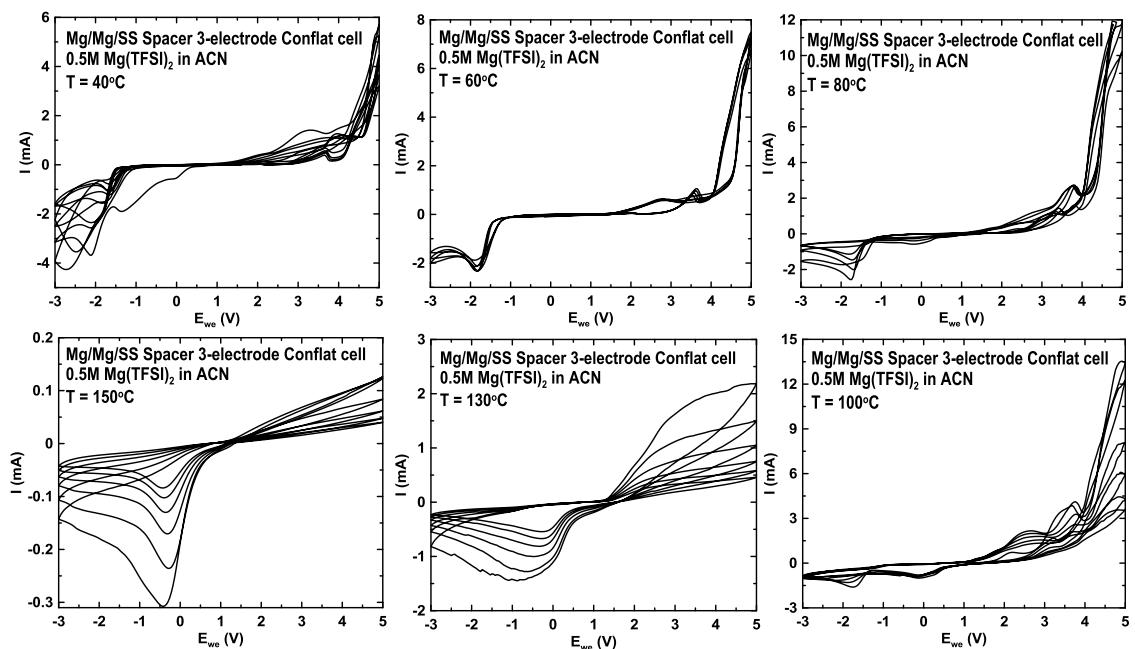 Mg/Mg/SS Spacer 3-electrode Conflat cell
0.5M Mg(TFSI)2 in ACN
T = 40°C
I (mA)
6
4
2
0
-2
-4
-3 -2 -1 0 1 2 3 4 5
Ewe (V)
Mg/Mg/SS Spacer 3-electrode Conflat cell
0.5M Mg(TFSI)2 in ACN
T = 60°C
I (mA)
8
6
4
2
0
-2
-3 -2 -1 0 1 2 3 4 5
Ewe (V)
Mg/Mg/SS Spacer 3-electrode Conflat cell
0.5M Mg(TFSI)2 in ACN
T = 80°C
I (mA)
12
10
8
6
4
2
0
-2
-3 -2 -1 0 1 2 3 4 5
Ewe (V)
Mg/Mg/SS Spacer 3-electrode Conflat cell
0.5M Mg(TFSI)2 in ACN
T = 150°C
I (mA)
0.2
0.1
0
-0.1
-0.2
-0.3
-3 -2 -1 0 1 2 3 4 5
Ewe (V)
Mg/Mg/SS Spacer 3-electrode Conflat cell
0.5M Mg(TFSI)2 in ACN
T = 130°C
I (mA)
3
2
1
0
-1
-2
-3 -2 -1 0 1 2 3 4 5
Ewe (V)
Mg/Mg/SS Spacer 3-electrode Conflat cell
0.5M Mg(TFSI)2 in ACN
T = 100°C
I (mA)
15
12
9
6
3
0
-3
-3 -2 -1 0 1 2 3 4 5
Ewe (V)